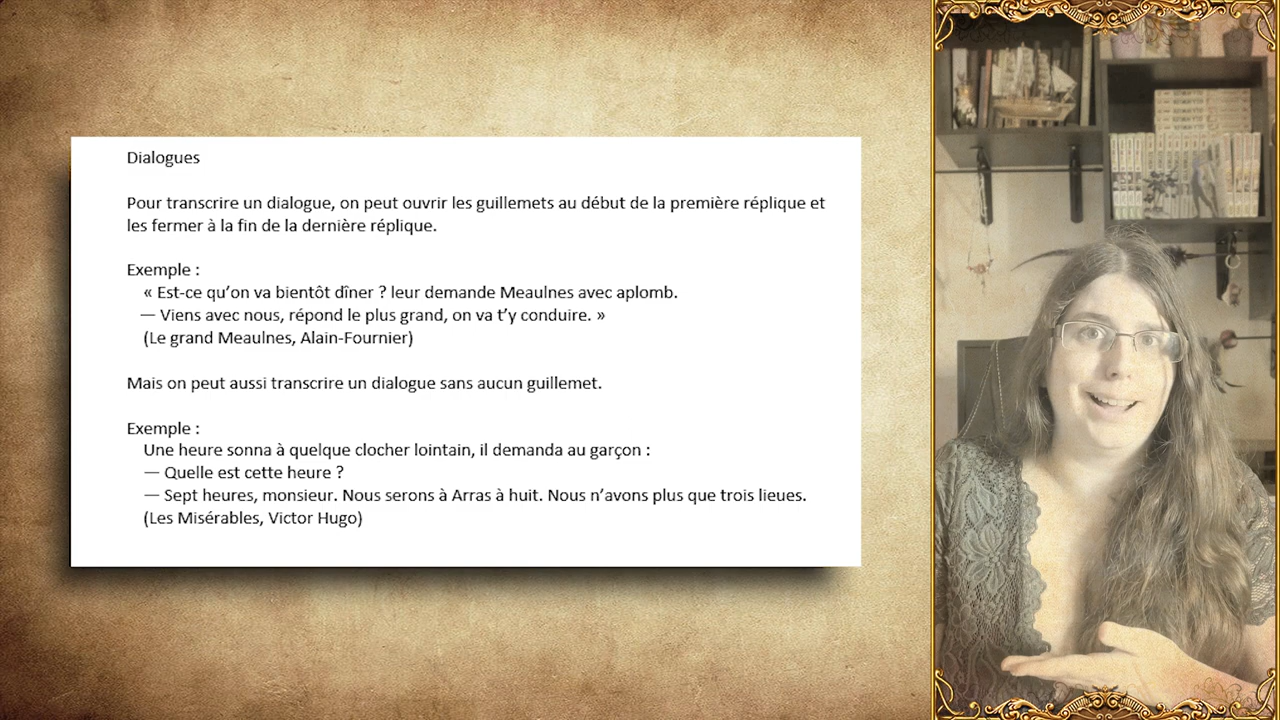 Dialogues
Pour transcrire un dialogue, on peut ouvrir les guillemets au début de la première réplique et
les fermer à la fin de la dernière réplique.
Exemple :
« Est-ce qu’on va bientôt dîner ? leur demande Meaulnes avec aplomb.
— Viens avec nous, répond le plus grand, on va t’y conduire. »
(Le grand Meaulnes, Alain-Fournier)
Mais on peut aussi transcrire un dialogue sans aucun guillemet.
Exemple :
Une heure sonna à quelque clocher lointain, il demanda au garçon :
— Quelle est cette heure ?
— Sept heures, monsieur. Nous serons à Arras à huit. Nous n’avons plus que trois lieues.
(Les Misérables, Victor Hugo)